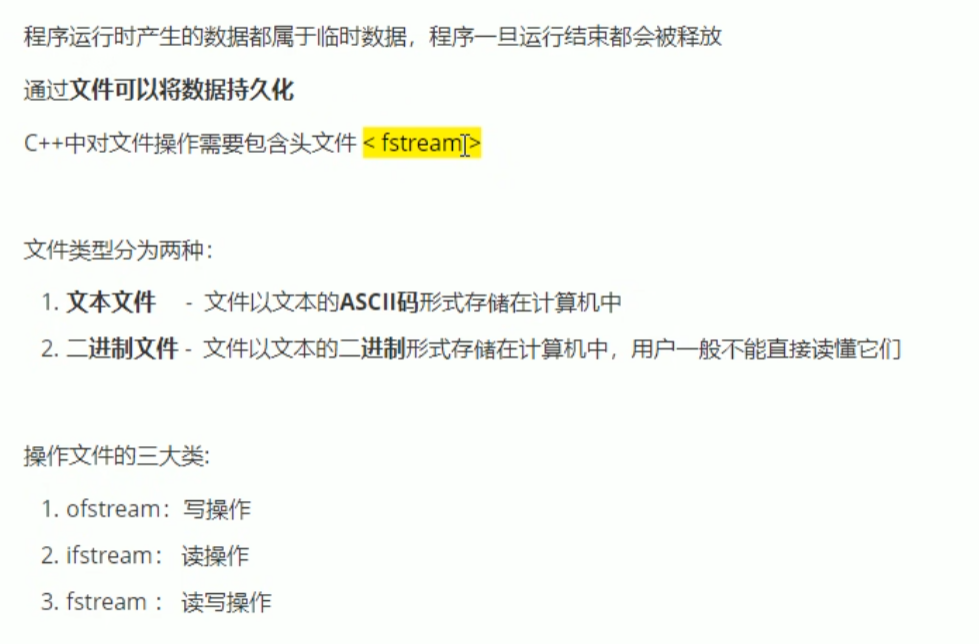 程序运行时产生的数据都属于临时数据，程序一旦运行结束都会被释放
通过文件可以将数据持久化
C++中对文件操作需要包含头文件 < fstream >
文件类型分为两种：
1. 文本文件 - 文件以文本的ASCII码形式存储在计算机中
2. 二进制文件 - 文件以文本的二进制形式存储在计算机中，用户一般不能直接读懂它们
操作文件的三大类:
1. ofstream：写操作
2. ifstream： 读操作
3. fstream ： 读写操作